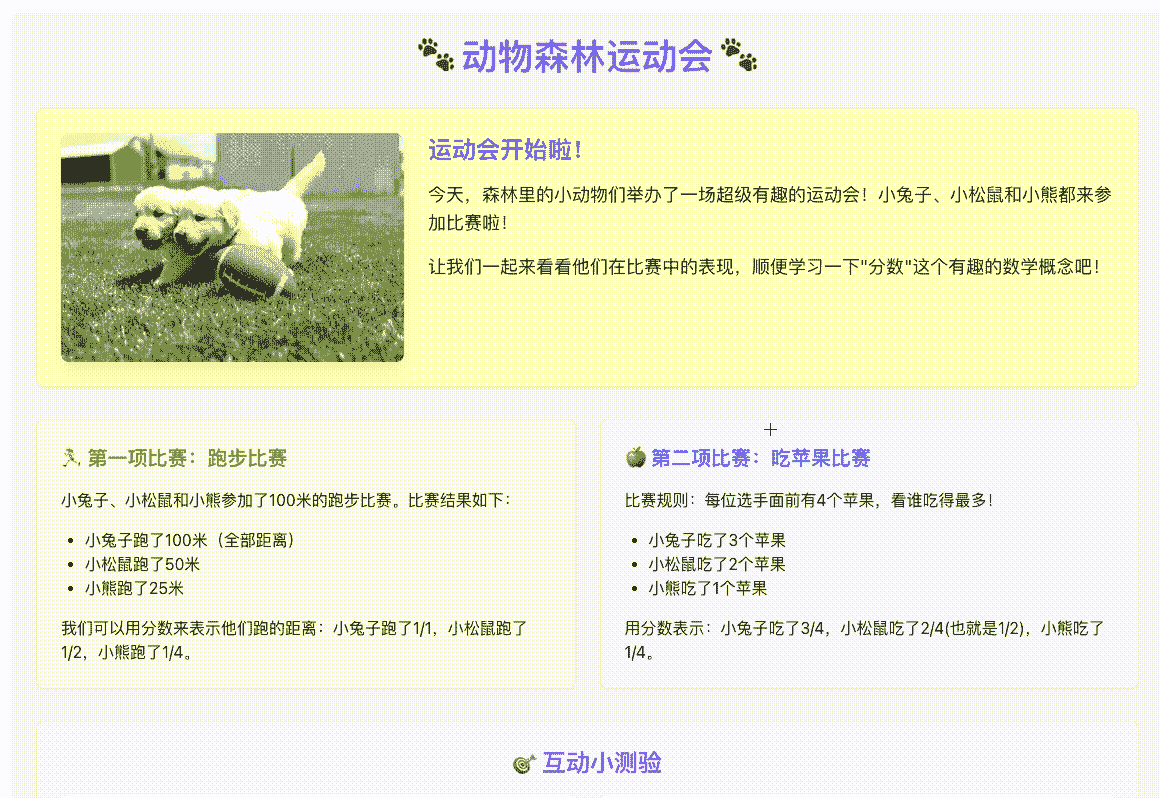 🐾 动物森林运动会 🐾
运动会开始啦！
今天，森林里的小动物们举办了一场超级有趣的运动会！小兔子、小松鼠和小熊都来参
加比赛啦！
让我们一起来看看他们在比赛中的表现，顺便学习一下"分数"这个有趣的数学概念吧！
🏃 第一项比赛：跑步比赛
小兔子、小松鼠和小熊参加了100米的跑步比赛。比赛结果如下：
• 小兔子跑了100米（全部距离）
• 小松鼠跑了50米
• 小熊跑了25米
我们可以用分数来表示他们跑的距离：小兔子跑了1/1，小松鼠跑了
1/2，小熊跑了1/4。
🍎 第二项比赛：吃苹果比赛
比赛规则：每位选手面前有4个苹果，看谁吃得最多！
• 小兔子吃了3个苹果
• 小松鼠吃了2个苹果
• 小熊吃了1个苹果
用分数表示：小兔子吃了3/4，小松鼠吃了2/4(也就是1/2)，小熊吃了
1/4。
🎯 互动小测验